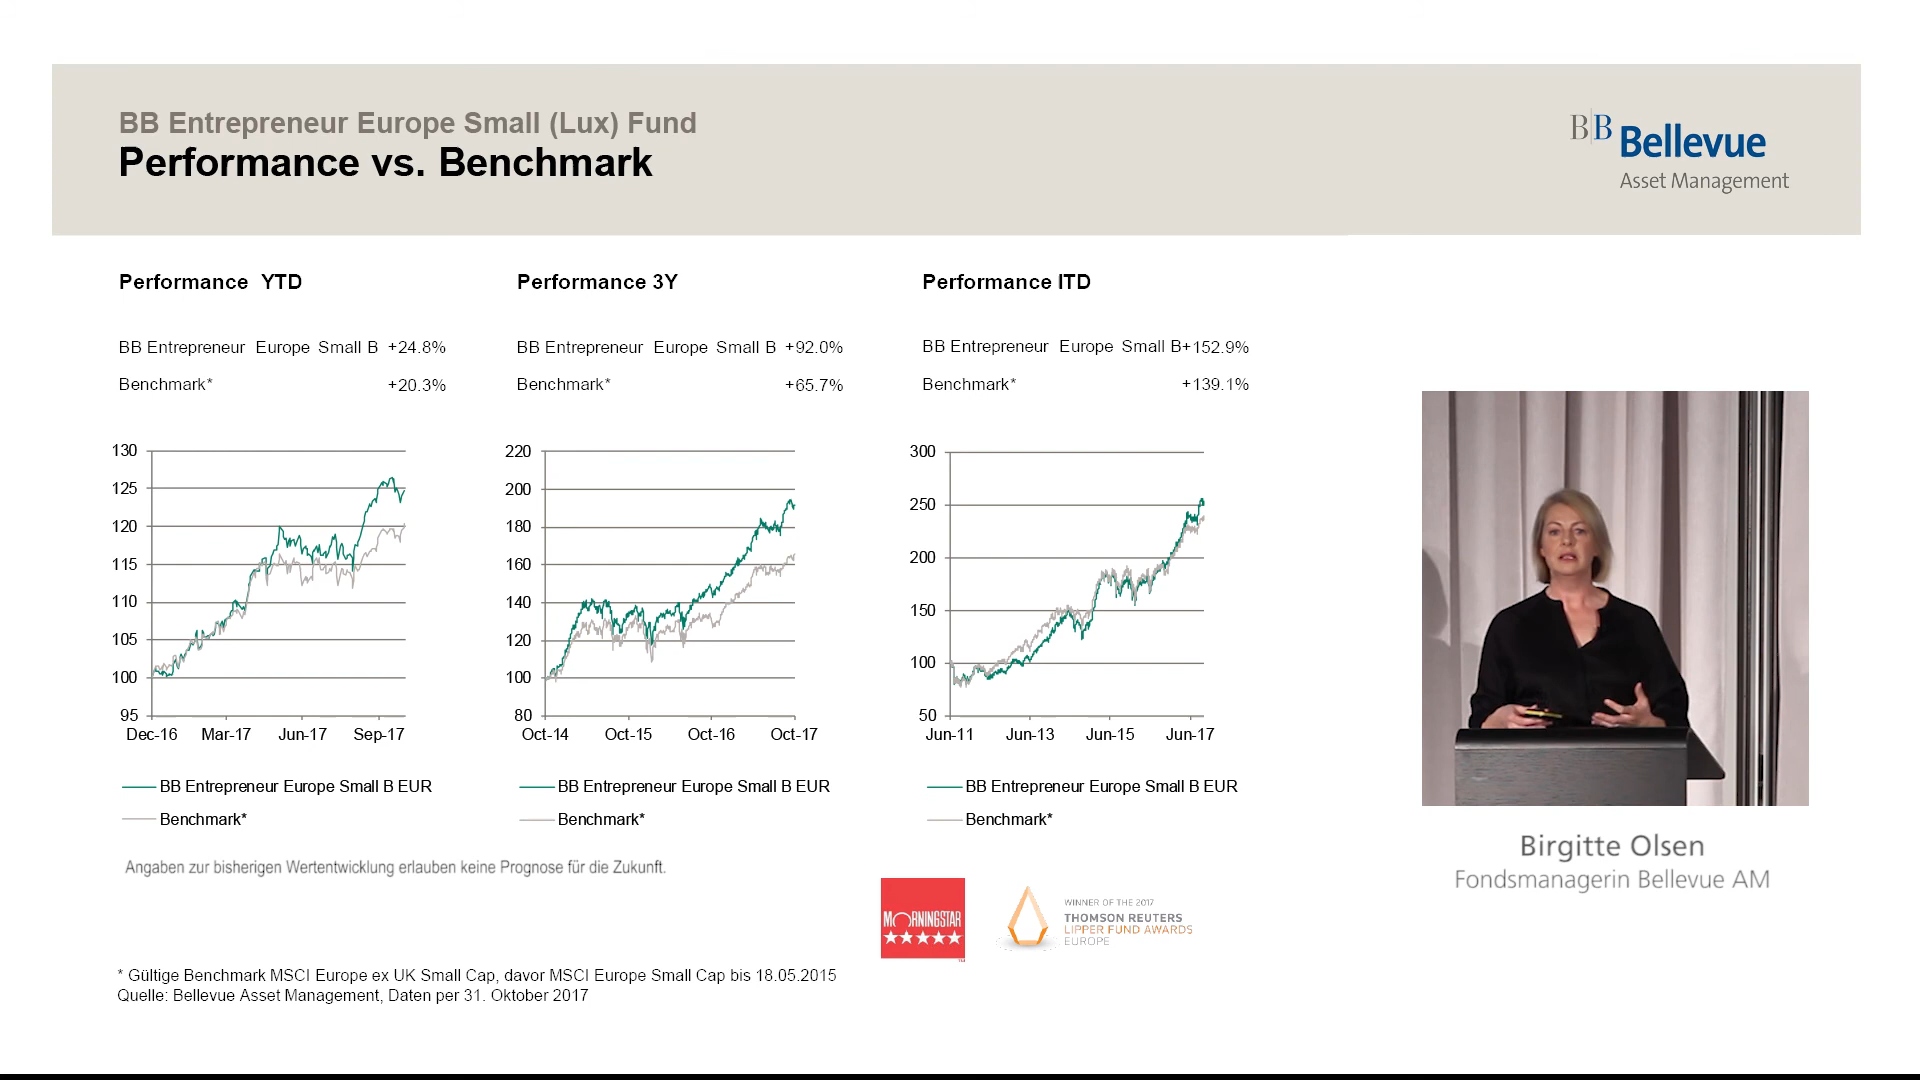 BB Entrepreneur Europe Small (Lux) Fund
Performance vs. Benchmark
B|B Bellevue
Asset Management
Performance YTD
BB Entrepreneur Europe Small B +24.8%
Benchmark* +20.3%
130
125
120
115
110
105
100
95
Dec-16 Mar-17 Jun-17 Sep-17
BB Entrepreneur Europe Small B EUR
Benchmark*
Performance 3Y
BB Entrepreneur Europe Small B +92.0%
Benchmark* +65.7%
220
200
180
160
140
120
100
80
Oct-14 Oct-15 Oct-16 Oct-17
BB Entrepreneur Europe Small B EUR
Benchmark*
Performance ITD
BB Entrepreneur Europe Small B+152.9%
Benchmark* +139.1%
300
250
200
150
100
50
Jun-11 Jun-13 Jun-15 Jun-17
BB Entrepreneur Europe Small B EUR
Benchmark*
Birgitte Olsen
Fondsmanagerin Bellevue AM
Angaben zur bisherigen Wertentwicklung erlauben keine Prognose für die Zukunft.
MORNINGSTAR
WINNER OF THE 2017
THOMSON REUTERS
LIPPER FUND AWARDS
EUROPE
* Gültige Benchmark MSCI Europe ex UK Small Cap, davor MSCI Europe Small Cap bis 18.05.2015
Quelle: Bellevue Asset Management, Daten per 31. Oktober 2017